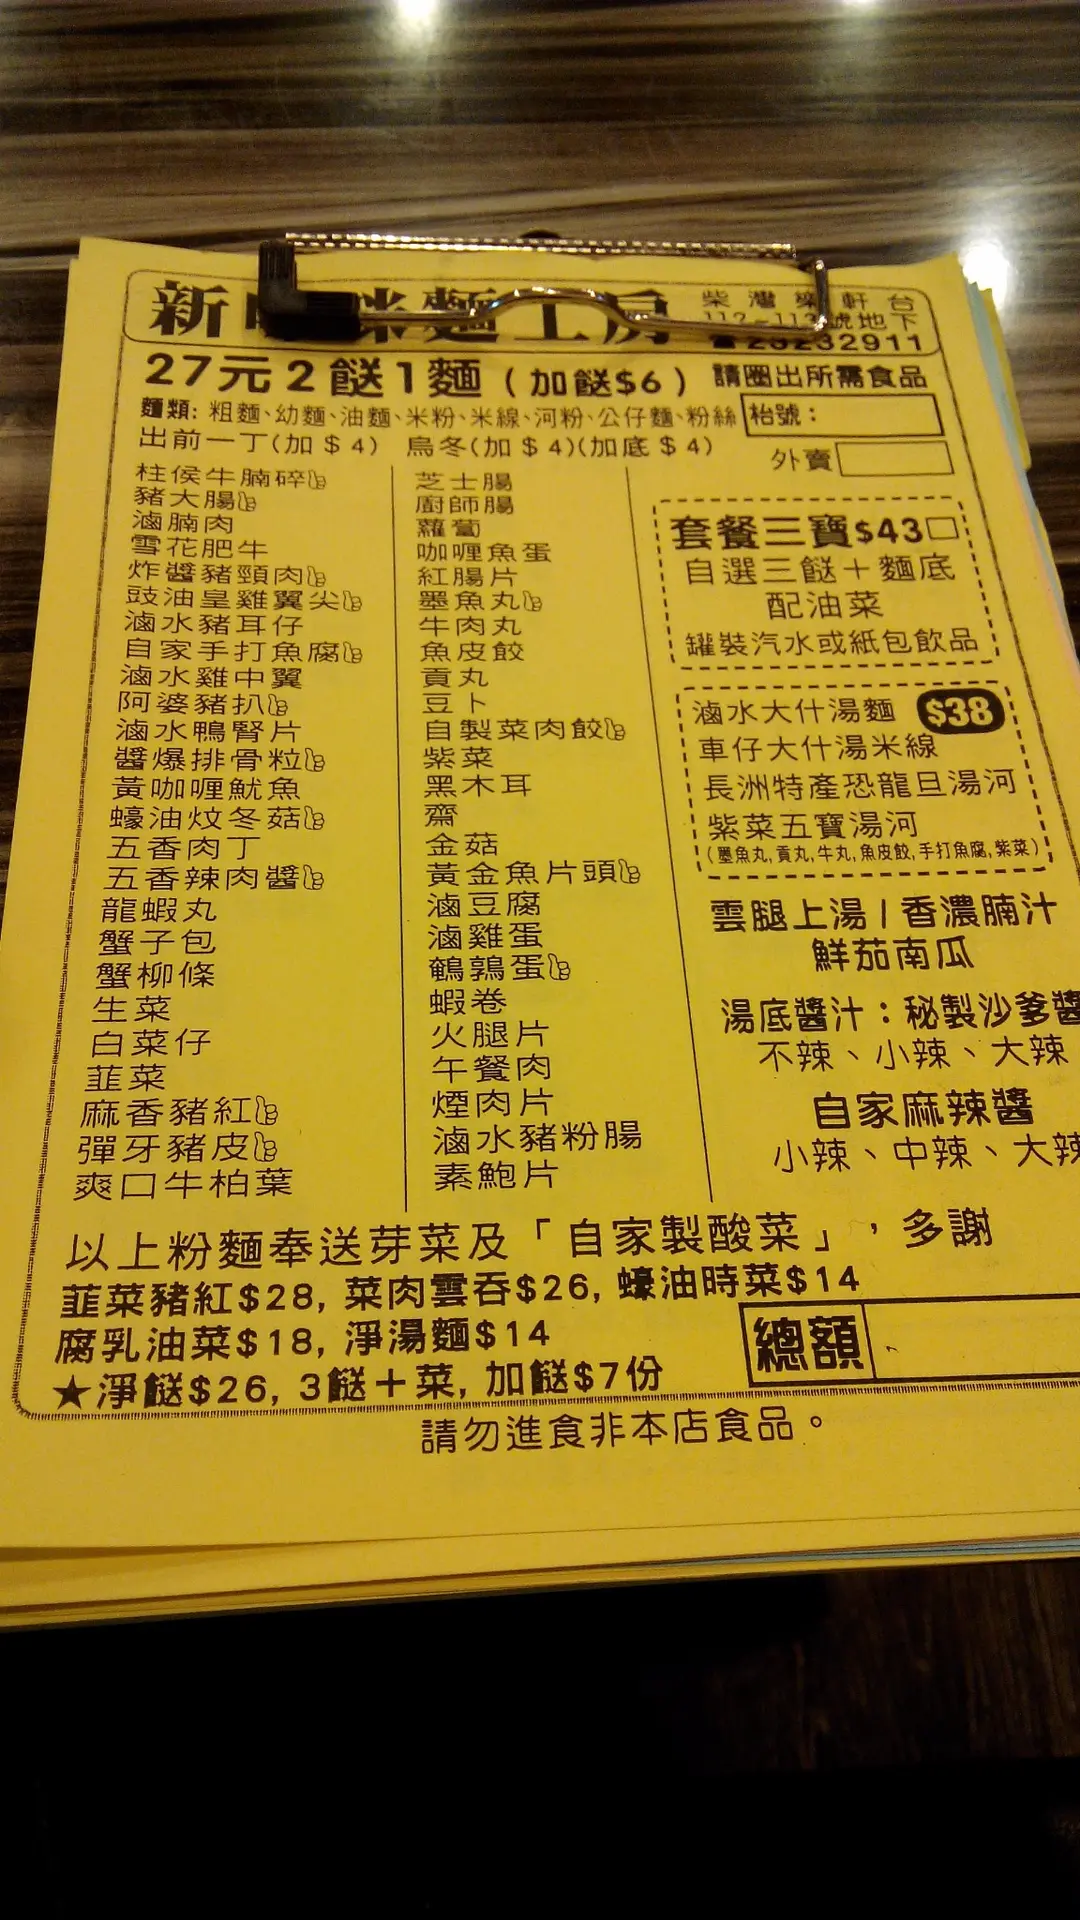 新 麵工房
柴灣樂軒台
112-113號地下
☎25232911
27元2餸1麵（加餸$6）請圈出所需食品
麵類: 粗麵、幼麵、油麵、米粉、米線、河粉、公仔麵、粉絲
枱號：
出前一丁(加＄4) 烏冬(加＄4)(加底＄4)
外賣
柱侯牛腩碎
豬大腸
滷腩肉
雪花肥牛
炸醬豬頸肉
豉油皇雞翼尖
滷水豬耳仔
自家手打魚腐
滷水雞中翼
阿婆豬扒
滷水鴨腎片
醬爆排骨粒
黃咖喱魷魚
蠔油炆冬菇
五香肉丁
五香辣肉醬
龍蝦丸
蟹子包
蟹柳條
生菜
白菜仔
韮菜
麻香豬紅
彈牙豬皮
爽口牛柏葉
芝士腸
廚師腸
蘿蔔
咖喱魚蛋
紅腸片
墨魚丸
牛肉丸
魚皮餃
貢丸
豆卜
自製菜肉餃
紫菜
黑木耳
齋
金菇
黃金魚片頭
滷豆腐
滷雞蛋
鵪鶉蛋
蝦卷
火腿片
午餐肉
煙肉片
滷水豬粉腸
素鮑片
套餐三寶$43
自選三餸＋麵底
配油菜
罐裝汽水或紙包飲品
滷水大什湯麵 $38
車仔大什湯米線
長洲特產恐龍旦湯河
紫菜五寶湯河
(墨魚丸,貢丸,牛丸,魚皮餃,手打魚腐,紫菜)
雲腿上湯/香濃腩汁
鮮茄南瓜
湯底醬汁：秘製沙爹醬
不辣、小辣、大辣
自家麻辣醬
小辣、中辣、大辣
以上粉麵奉送芽菜及「自家製酸菜」，多謝
韮菜豬紅$28, 菜肉雲吞$26, 蠔油時菜$14
腐乳油菜$18, 淨湯麵$14
總額
★淨餸$26, 3餸＋菜, 加餸$7份
請勿進食非本店食品。